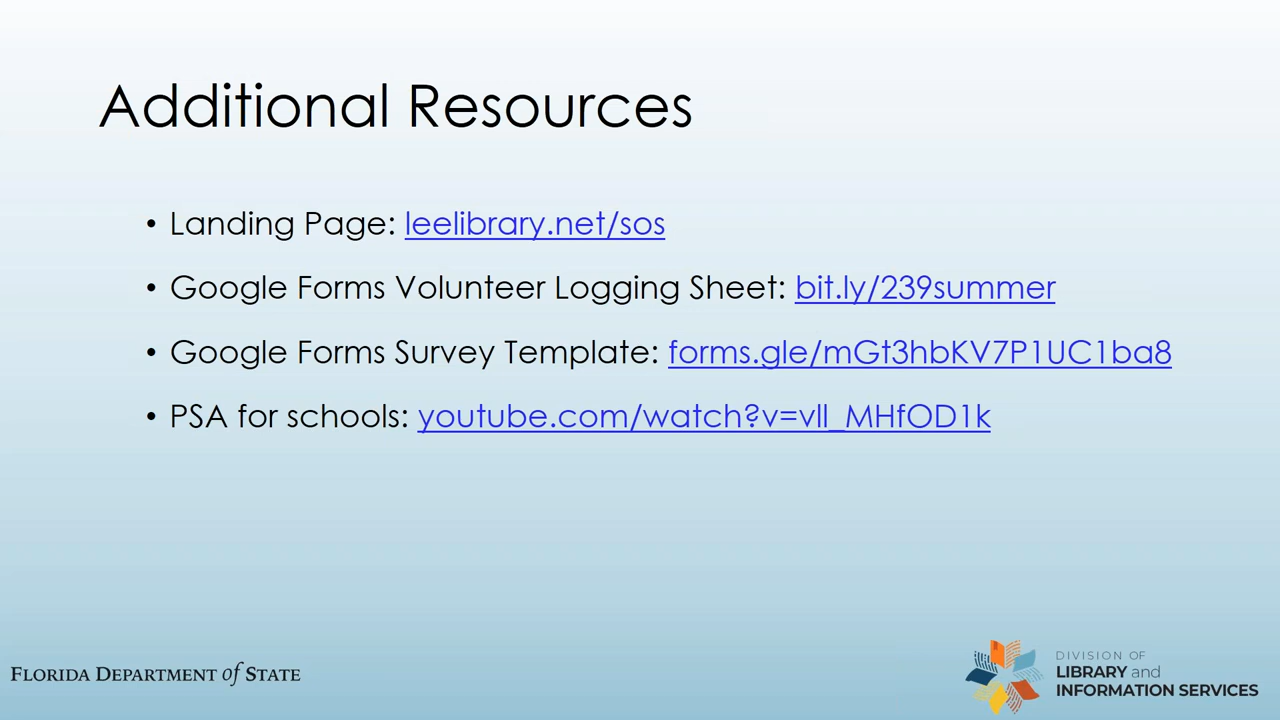 Additional Resources
• Landing Page: leelibrary.net/sos
• Google Forms Volunteer Logging Sheet: bit.ly/239summer
• Google Forms Survey Template: forms.gle/mGt3hbKV7P1UC1ba8
• PSA for schools: youtube.com/watch?v=vll_MHfOD1k
FLORIDA DEPARTMENT of STATE
DIVISION OF
LIBRARY and
INFORMATION SERVICES